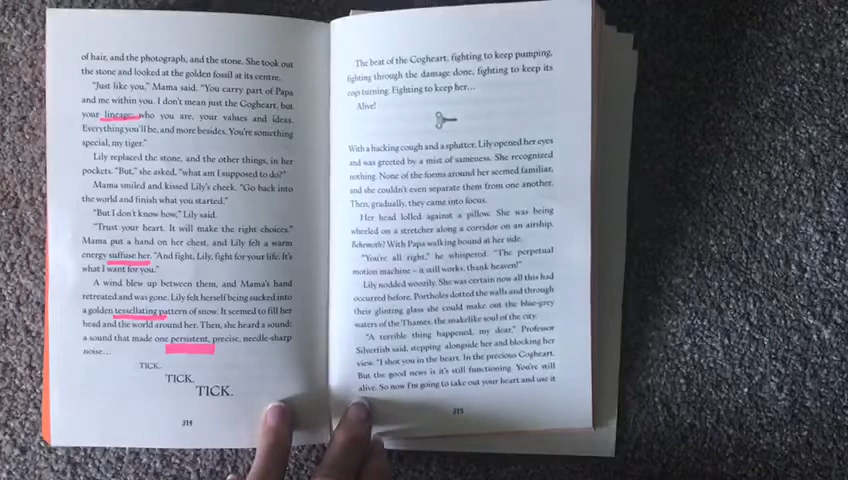 of hair, and the photograph, and the stone. She took out
the stone and looked at the golden fossil at its centre.
"Just like you," Mama said. "You carry part of Papa
and me within you. I don't mean just the Cogheart, but
your lineage, who you are, your values and ideas.
Everything you'll be, and more besides. You're something
special, my tiger."
Lily replaced the stone, and the other things, in her
pockets. "But," she asked, "what am I supposed to do?"
Mama smiled and kissed Lily's cheek. "Go back into
the world and finish what you started."
"But I don't know how," Lily said.
"Trust your heart. It will make the right choices."
Mama put a hand on her chest, and Lily felt a warm
energy suffuse her. "And fight, Lily, fight for your life. It's
what I want for you."
A wind blew up between them, and Mama's hand
retreated and was gone. Lily felt herself being sucked into
a golden tessellating pattern of snow. It seemed to fill her
head and the world around her. Then, she heard a sound:
a sound that made one persistent, precise, needle-sharp
noise…
TICK.
TICK.
TICK.
314
The beat of the Cogheart, fighting to keep pumping,
fighting through the damage done, fighting to keep its
cop turning. Fighting to keep her…
Alive!
With a hacking cough and a splutter, Lily opened her eyes
and was greeted by a mist of sameness. She recognized
nothing. None of the forms around her seemed familiar,
and she couldn't even separate them from one another.
Then, gradually, they came into focus.
Her head lolled against a pillow. She was being
wheeled on a stretcher along a corridor on an airship.
Behemoth? With Papa walking bound at her side.
"You're all right," he whispered. "The perpetual
motion machine – it still works, thank heaven!"
Lily nodded woozily. She was certain now all this had
occurred before. Portholes dotted the walls and through
their glinting glass she could make out the blue-grey
waters of the Thames, the snakelike soul of the city.
"A terrible thing happened, my dear," Professor
Silverfish said, stepping alongside her and blocking her
view. "I shot you in the heart. In the precious Cogheart.
But the good news is it's still functioning. You're still
alive. So now I'm going to take out your heart and use it
315